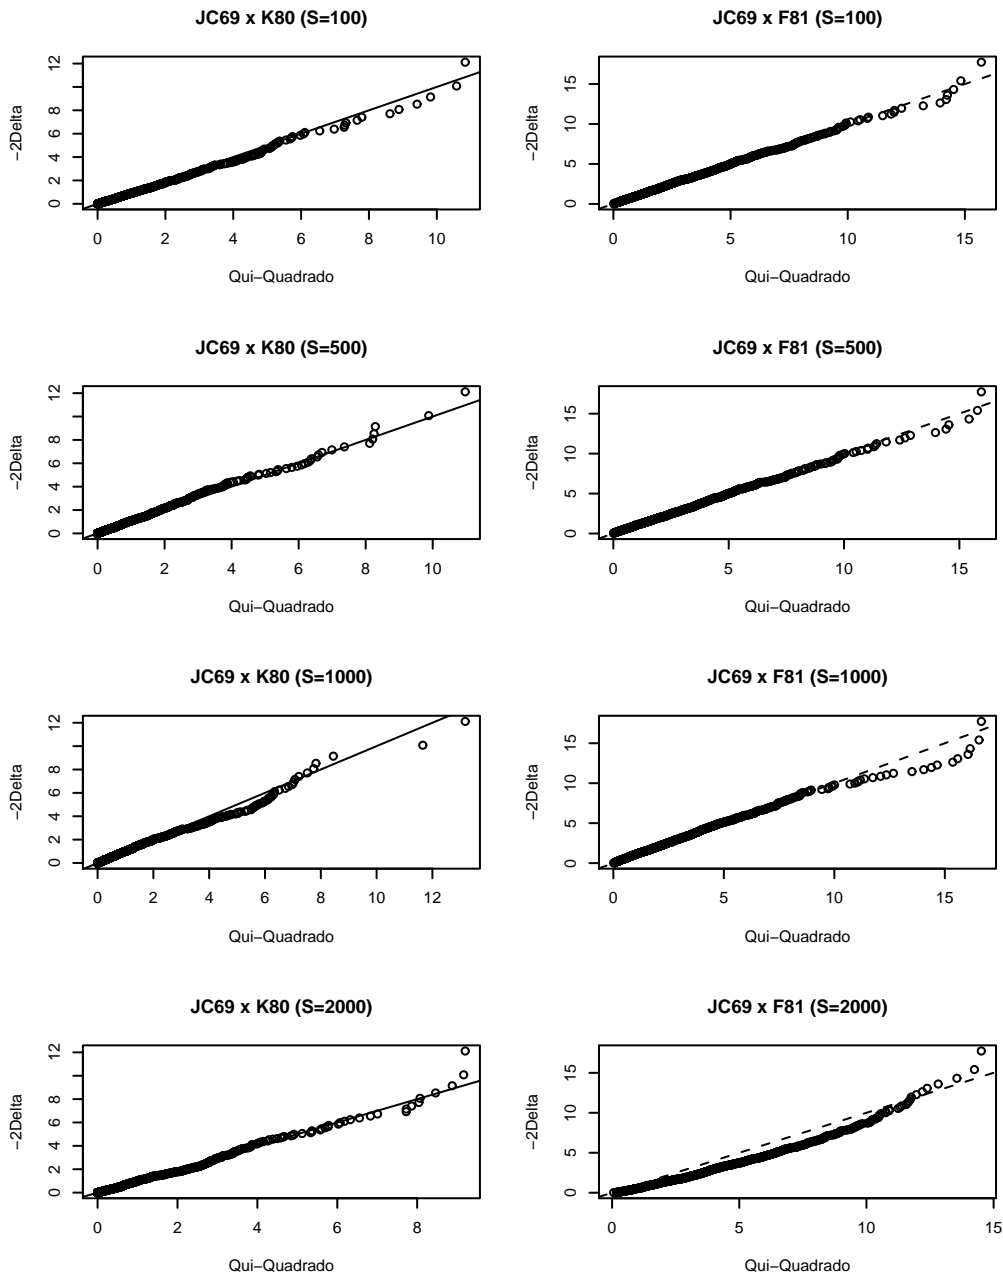 JC69 x K80 (S=100)
−2Delta
0 2 4 6 8 12
0 2 4 6 8 10
Qui−Quadrado
JC69 x F81 (S=100)
−2Delta
0 5 10 15
0 5 10 15
Qui−Quadrado
JC69 x K80 (S=500)
−2Delta
0 2 4 6 8 12
0 2 4 6 8 10
Qui−Quadrado
JC69 x F81 (S=500)
−2Delta
0 5 10 15
0 5 10 15
Qui−Quadrado
JC69 x K80 (S=1000)
−2Delta
0 2 4 6 8 12
0 2 4 6 8 10 12
Qui−Quadrado
JC69 x F81 (S=1000)
−2Delta
0 5 10 15
0 5 10 15
Qui−Quadrado
JC69 x K80 (S=2000)
−2Delta
0 2 4 6 8 12
0 2 4 6 8
Qui−Quadrado
JC69 x F81 (S=2000)
−2Delta
0 5 10 15
0 5 10 15
Qui−Quadrado